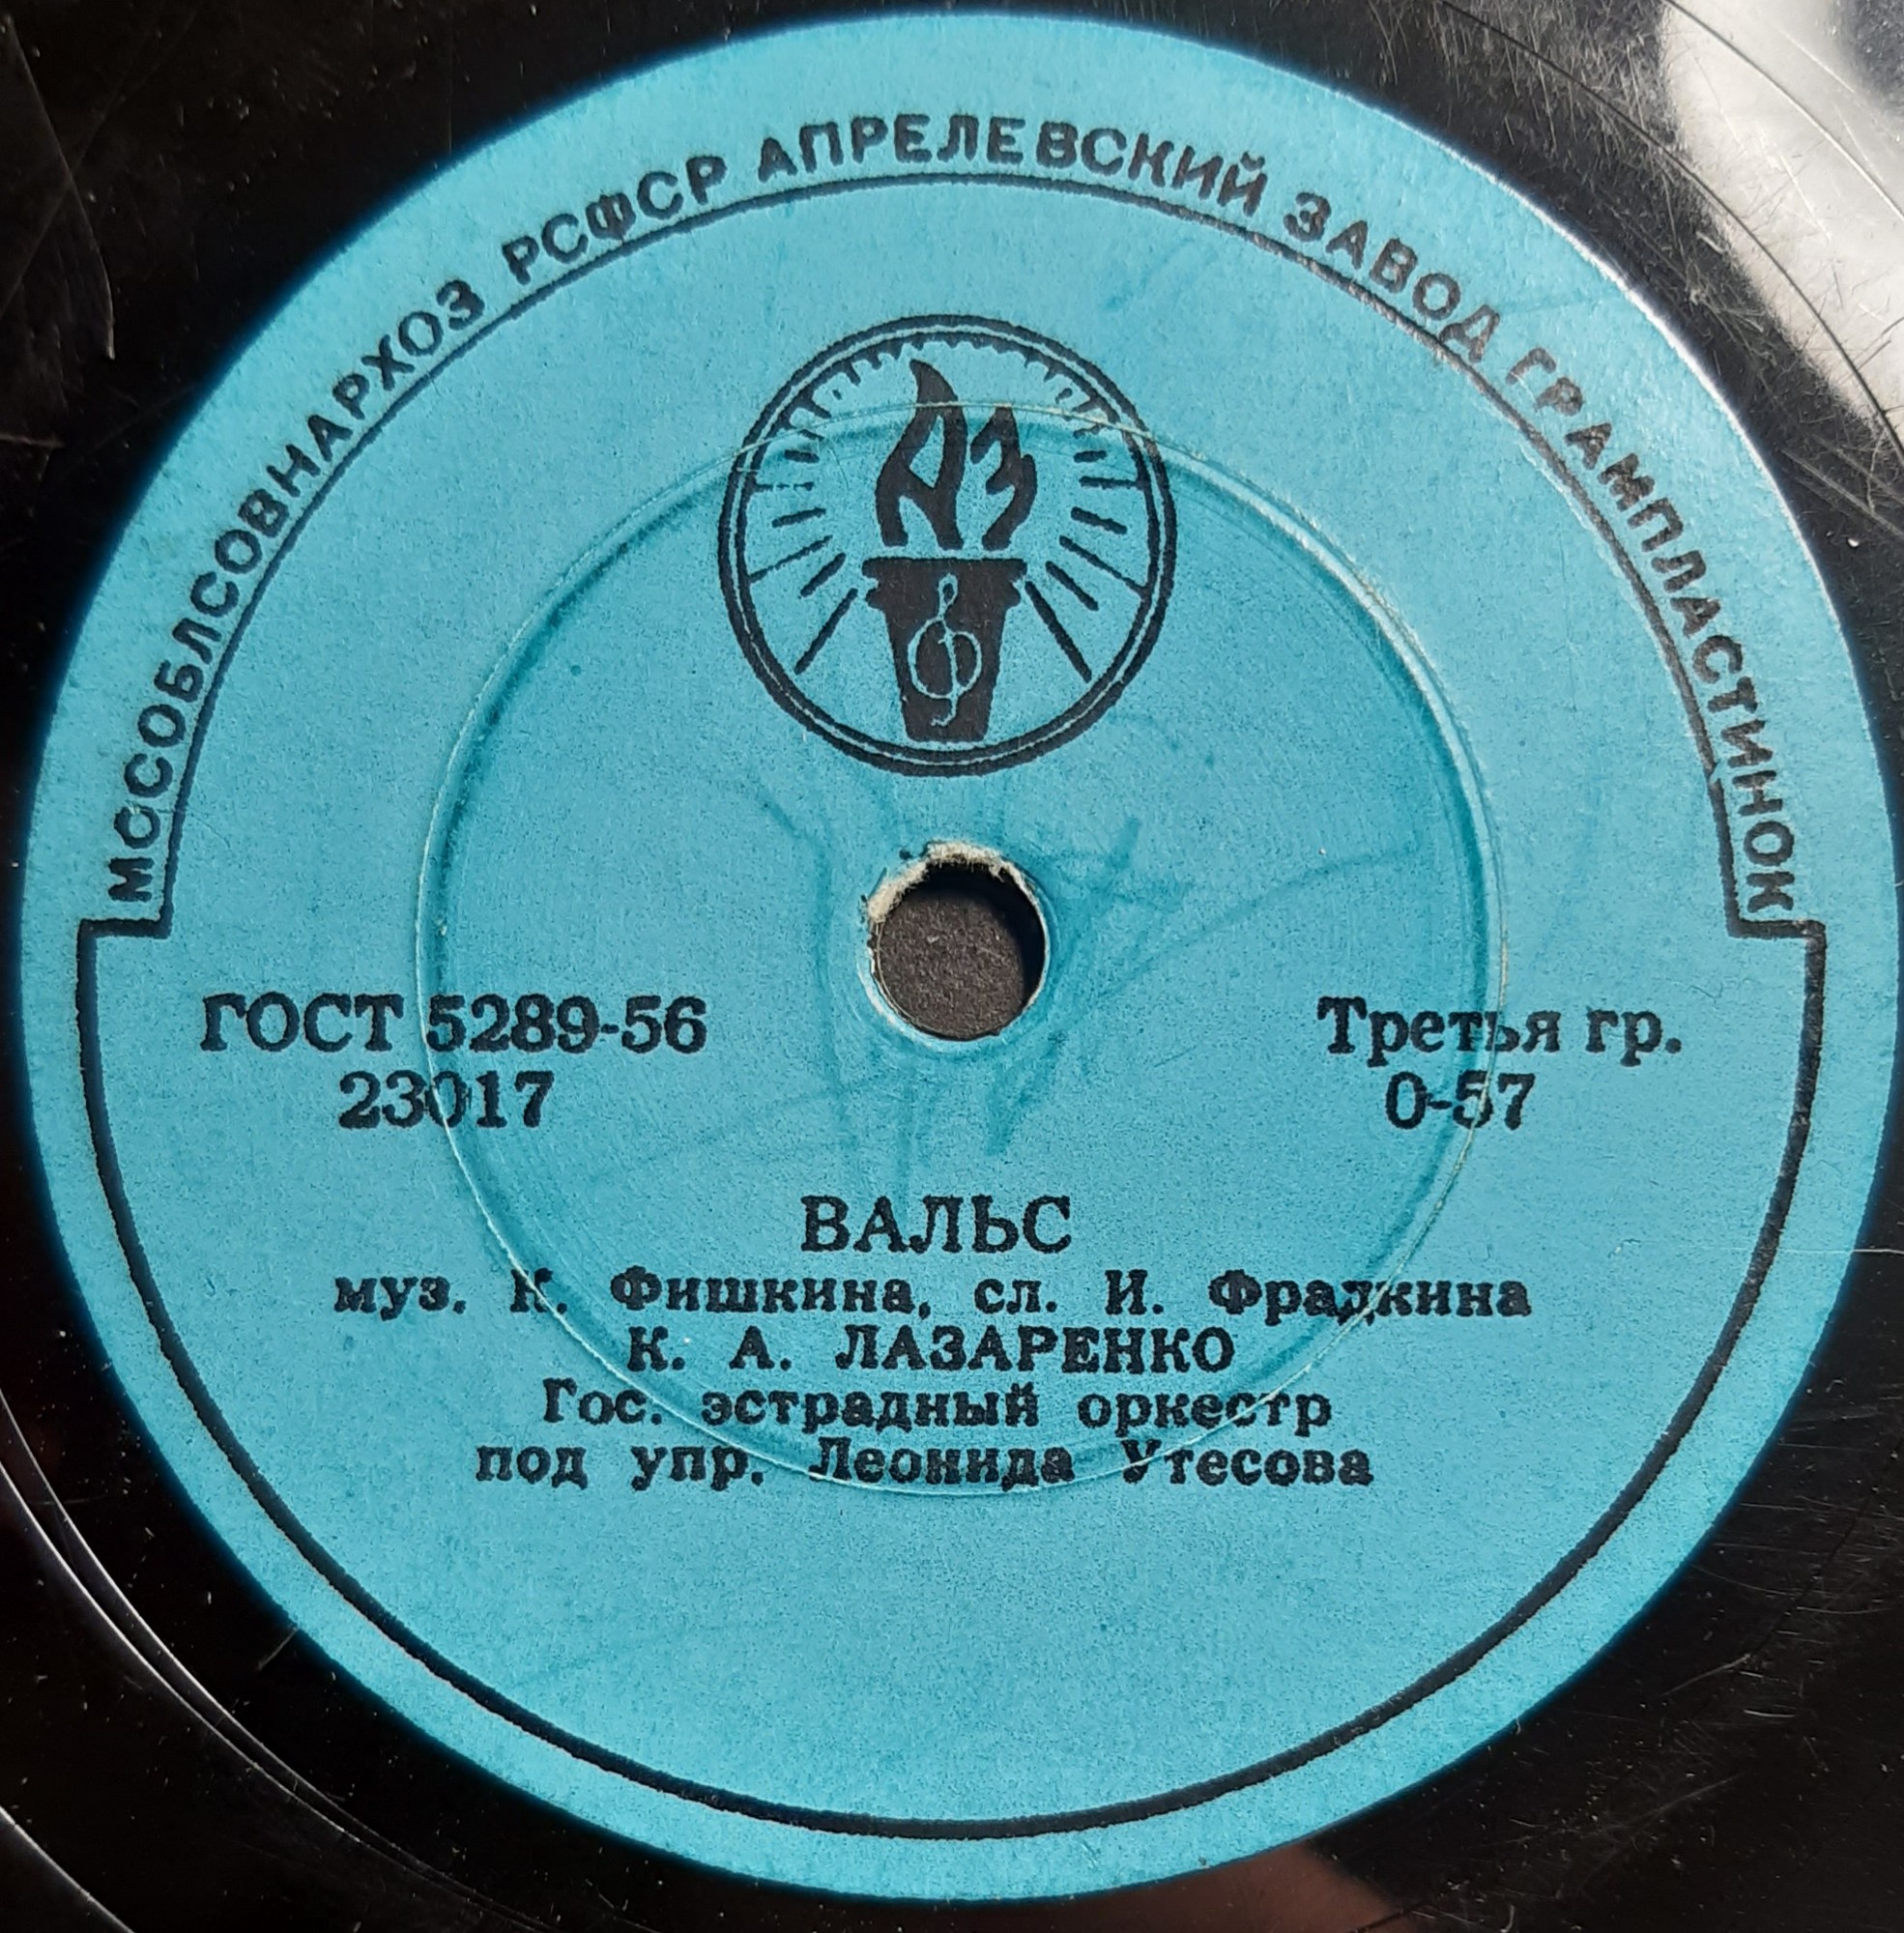 МОСОБЛСОВНАРХОЗ РСФСР АПРЕЛЕВСКИЙ ЗАВОД ГРАМПЛАСТИНОК
ГОСТ 5289-56
23017
Третья гр.
0-57
ВАЛЬС
муз. К. Фишкина, сл. И. Фрадкина
К. А. ЛАЗАРЕНКО
Гос. эстрадный оркестр
под упр. Леонида Утесова